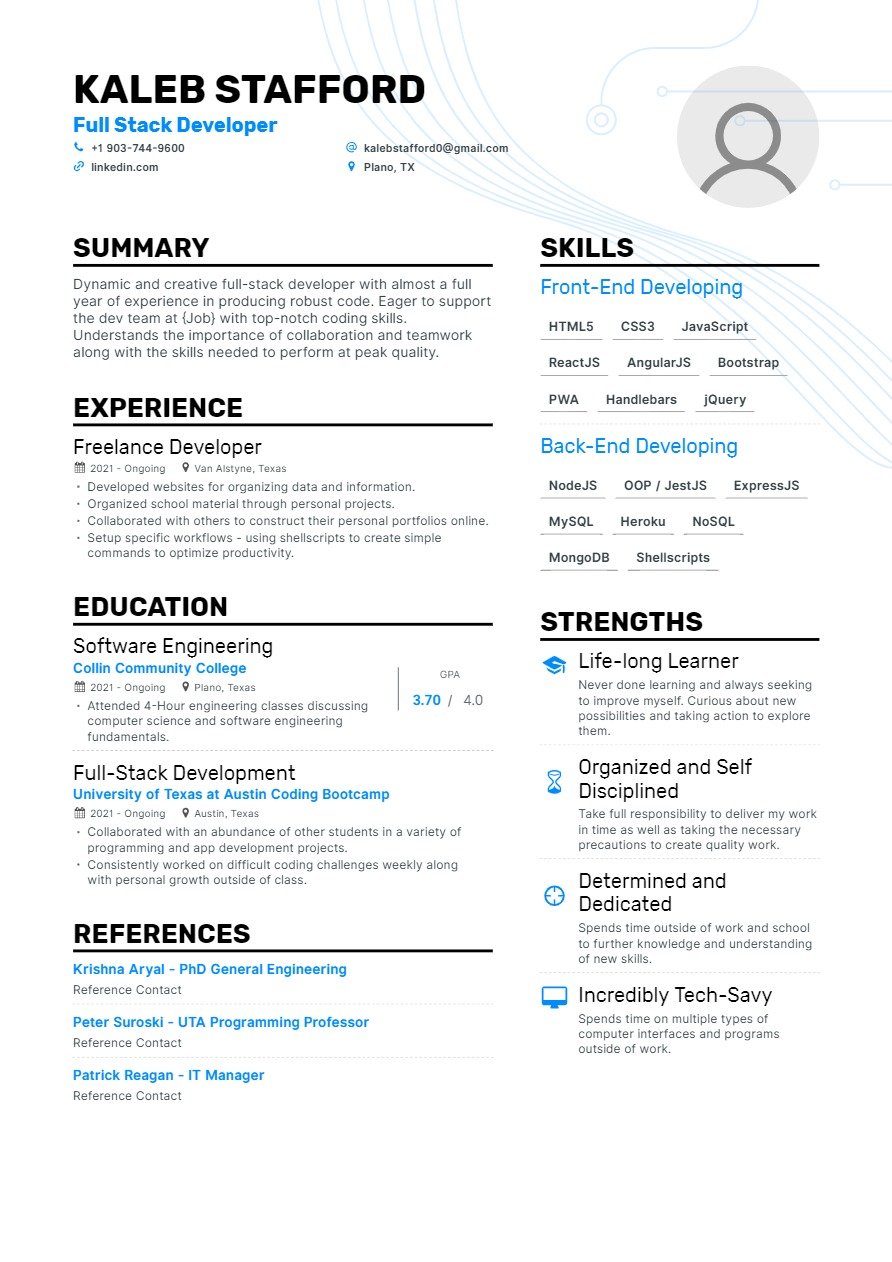 KALEB STAFFORD
Full Stack Developer
+1 903-744-9600
kalebstafford0@gmail.com
linkedin.com
Plano, TX
SUMMARY
Dynamic and creative full-stack developer with almost a full
year of experience in producing robust code. Eager to support
the dev team at {Job} with top-notch coding skills.
Understands the importance of collaboration and teamwork
along with the skills needed to perform at peak quality.
EXPERIENCE
Freelance Developer
2021 - Ongoing Van Alstyne, Texas
• Developed websites for organizing data and information.
• Organized school material through personal projects.
• Collaborated with others to construct their personal portfolios online.
• Setup specific workflows - using shellscripts to create simple
commands to optimize productivity.
EDUCATION
Software Engineering
Collin Community College
2021 - Ongoing Plano, Texas
• Attended 4-Hour engineering classes discussing
computer science and software engineering
fundamentals.
GPA
3.70 / 4.0
Full-Stack Development
University of Texas at Austin Coding Bootcamp
2021 - Ongoing Austin, Texas
• Collaborated with an abundance of other students in a variety of
programming and app development projects.
• Consistently worked on difficult coding challenges weekly along
with personal growth outside of class.
REFERENCES
Krishna Aryal - PhD General Engineering
Reference Contact
Peter Suroski - UTA Programming Professor
Reference Contact
Patrick Reagan - IT Manager
Reference Contact
SKILLS
Front-End Developing
HTML5 CSS3 JavaScript
ReactJS AngularJS Bootstrap
PWA Handlebars jQuery
Back-End Developing
NodeJS OOP / JestJS ExpressJS
MySQL Heroku NoSQL
MongoDB Shellscripts
STRENGTHS
Life-long Learner
Never done learning and always seeking
to improve myself. Curious about new
possibilities and taking action to explore
them.
Organized and Self
Disciplined
Take full responsibility to deliver my work
in time as well as taking the necessary
precautions to create quality work.
Determined and
Dedicated
Spends time outside of work and school
to further knowledge and understanding
of new skills.
Incredibly Tech-Savy
Spends time on multiple types of
computer interfaces and programs
outside of work.